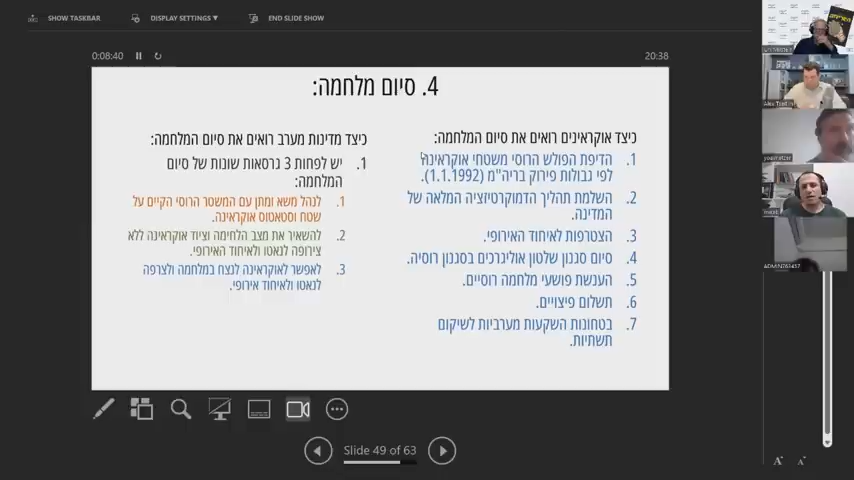 SHOW TASKBAR
DISPLAY SETTINGS ▼
END SLIDE SHOW
0:08:40
20:38
4. סיום מלחמה:
כיצד אוקראינים רואים את סיום המלחמה:
1. הדיפת הפולש הרוסי משטחי אוקראינה
לפי גבולות פירוק בריה"מ (1.1.1992).
2. השלמת תהליך הדמוקרטיזציה המלאה של
המדינה.
3. הצטרפות לאיחוד האירופי.
4. סיום סגנון שלטון אוליגרכים בסגנון רוסיה.
5. הענשת פושעי מלחמה רוסיים.
6. תשלום פיצויים.
7. בטחונות השקעות מערביות לשיקום
תשתיות.
כיצד מדינות מערב רואים את סיום המלחמה:
1. יש לפחות 3 גרסאות שונות של סיום
המלחמה:
1. לנהל משא ומתן עם המשטר הרוסי הקיים על
שטח וסטאטוס אוקראינה.
2. להשאיר את מצב הלחימה וציוד אוקראינה ללא
צירופה לנאטו ולאיחוד האירופי.
3. לאפשר לאוקראינה לנצח במלחמה ולצרפה
לנאטו ולאיחוד אירופי.
Slide 49 of 63
A A